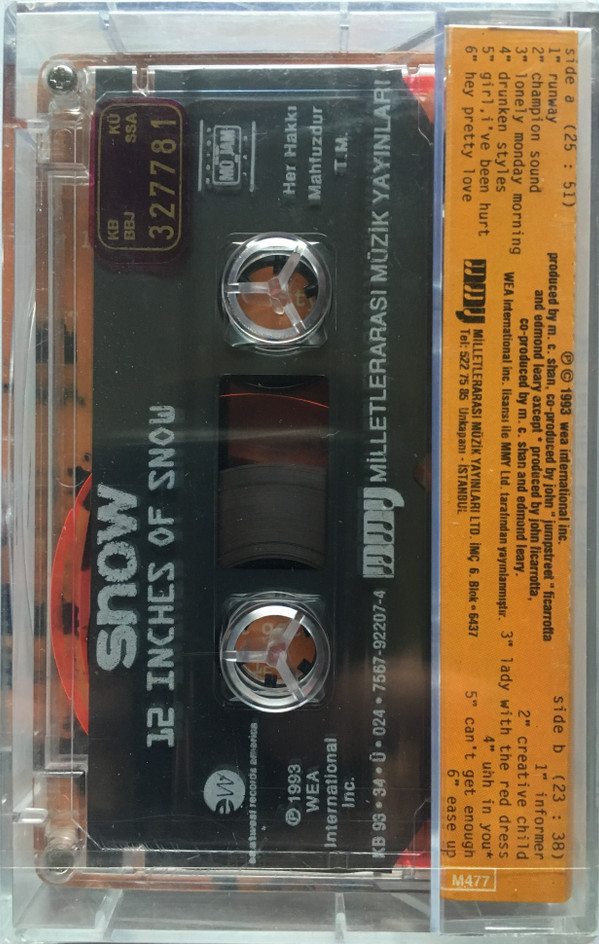 side a (25 : 51)
1" runway
2" champion sound
3" lonely monday morning
4" drunken styles
5" girl,i've been hurt
6" hey pretty love
℗ © 1993 wea international inc.
produced by m. c. shan, co-produced by john " jumpstreet " ficarrotta
and edmond leary axcept * produced by john ficarrotta,
co-produced by m. c. shan and edmond leary.
WEA International inc. lisansı ile MMY Ltd. tarafından yayınlanmıştır.
mmy MİLLETLERARASI MÜZİK YAYINLARI LTD. İMÇ 6. Blok • 6437
Tel: 522 75 85 Unkapanı - İSTANBUL
side b (23 : 38)
1" informer
2" creative child
3" lady with the red dress
4" uhh in you*
5" can't get enough
6" ease up
M477
KB KÜ
BBJ SSA
327781
MO JAM
Her Hakkı
Mahfuzdur
T.M.
snow
12 INCHES OF SNOW
mmy MİLLETLERARASI MÜZİK YAYINLARI
ew
eastwest records america
℗ 1993
WEA
International
Inc.
KB 93 • 34 • Ü • 024 • 7567-92207-4